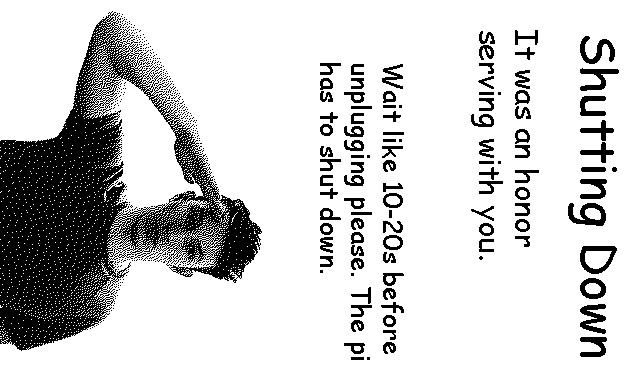 Shutting Down
It was an honor
serving with you.
Wait like 10-20s before
unplugging please. The pi
has to shut down.